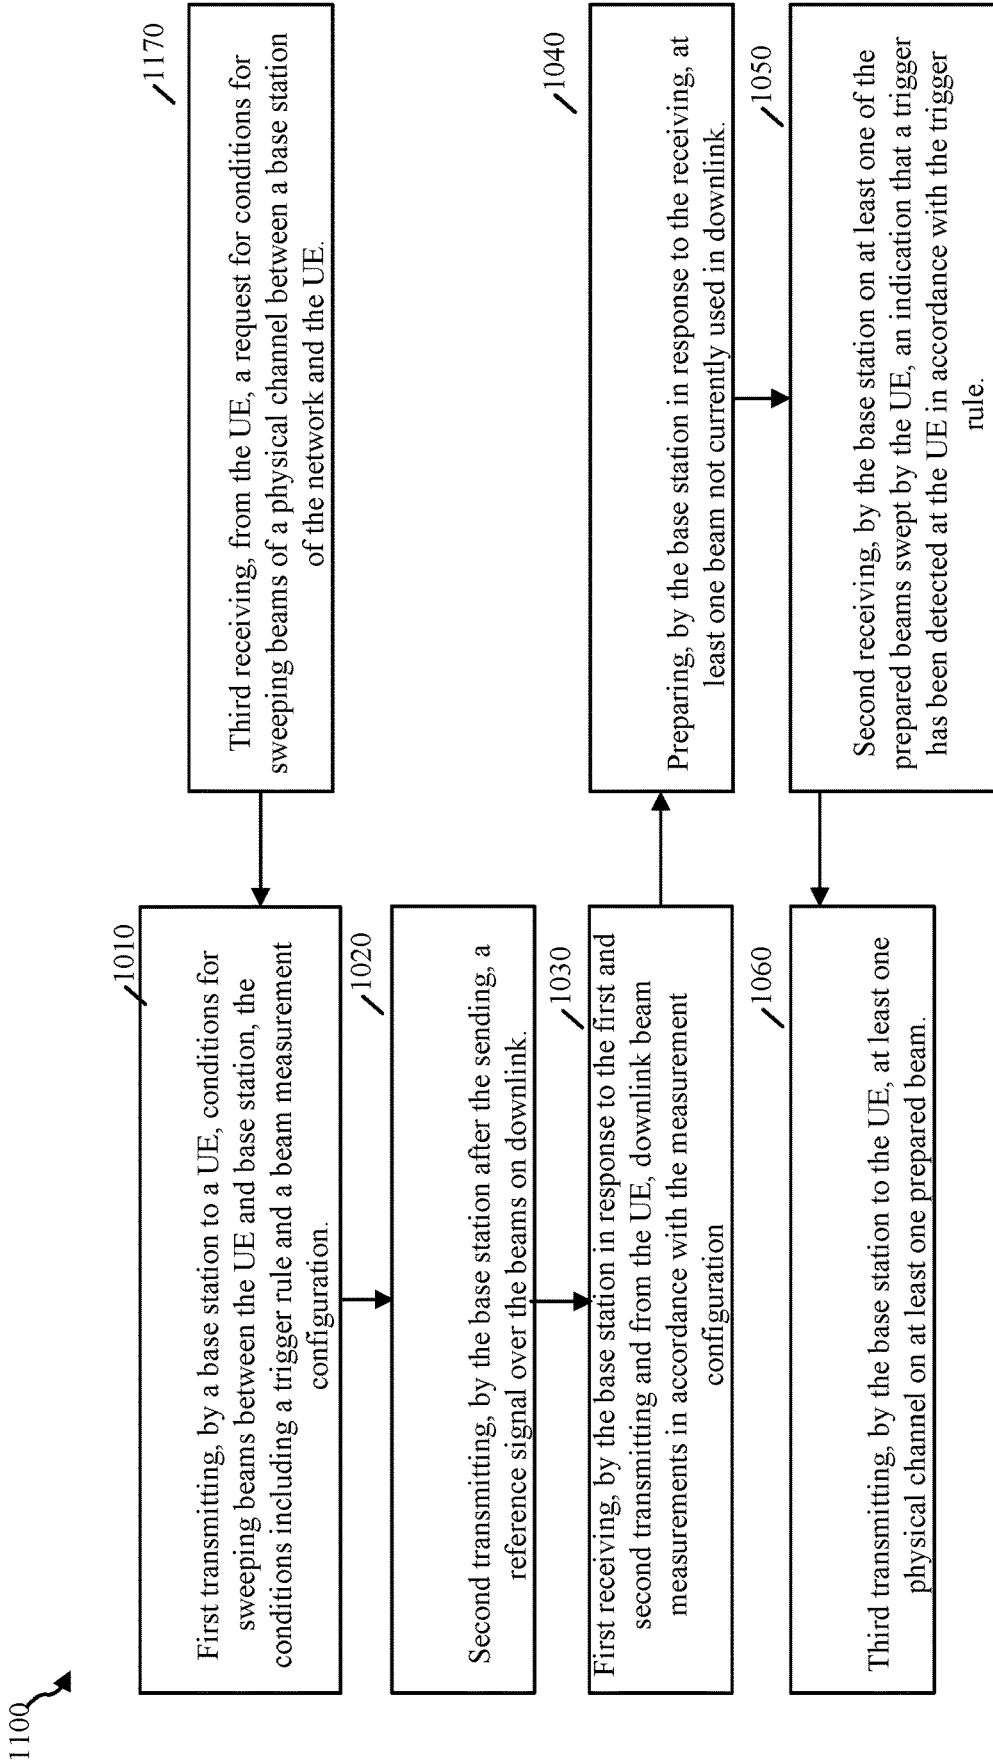 1100
1170
Third receiving, from the UE, a request for conditions for
sweeping beams of a physical channel between a base station
of the network and the UE.
1010
First transmitting, by a base station to a UE, conditions for
sweeping beams between the UE and base station, the
conditions including a trigger rule and a beam measurement
configuration.
1020
Second transmitting, by the base station after the sending, a
reference signal over the beams on downlink.
1030
First receiving, by the base station in response to the first and
second transmitting and from the UE, downlink beam
measurements in accordance with the measurement
configuration
1040
Preparing, by the base station in response to the receiving, at
least one beam not currently used in downlink.
1050
Second receiving, by the base station on at least one of the
prepared beams swept by the UE, an indication that a trigger
has been detected at the UE in accordance with the trigger
rule.
1060
Third transmitting, by the base station to the UE, at least one
physical channel on at least one prepared beam.